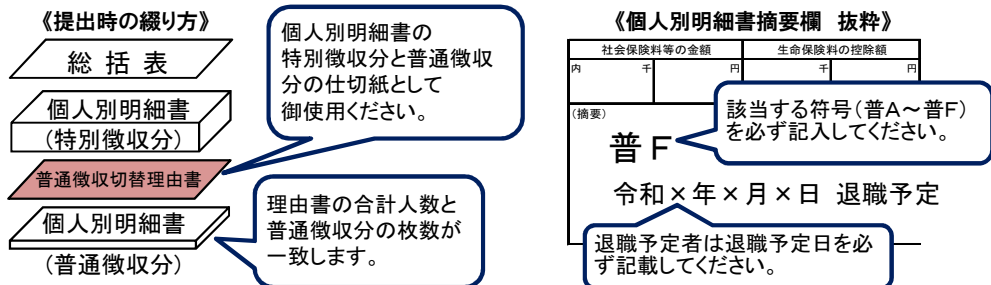 《提出時の綴り方》
総括表
個人別明細書
(特別徴収分)
普通徴収切替理由書
個人別明細書
(普通徴収分)
個人別明細書の
特別徴収分と普通徴収
分の仕切紙として
御使用ください。
理由書の合計人数と
普通徴収分の枚数が
一致します。
《個人別明細書摘要欄 抜粋》
社会保険料等の金額 生命保険料の控除額
内 千 円 千 円
(摘要)
普F
該当する符号(普A～普F)
を必ず記入してください。
令和×年×月×日 退職予定
退職予定者は退職予定日を必
ず記載してください。